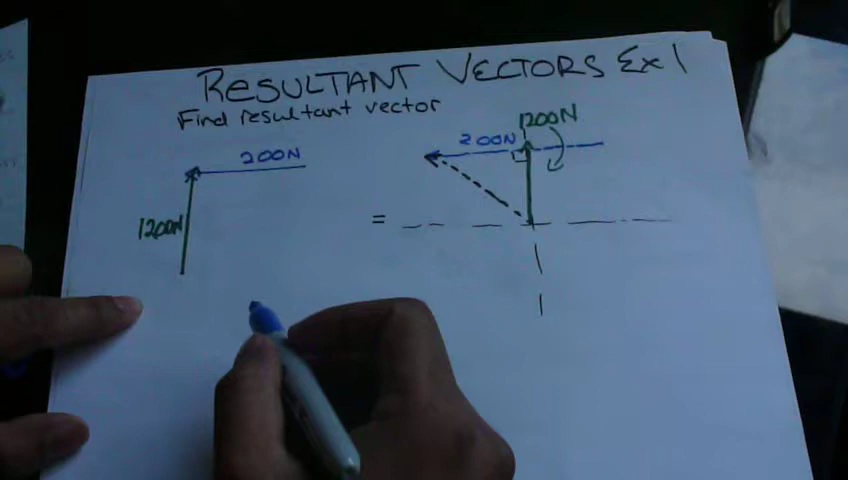 RESULTANT VECTORS Ex 1
Find resultant vector
200N
1200N
=
200N
1200N